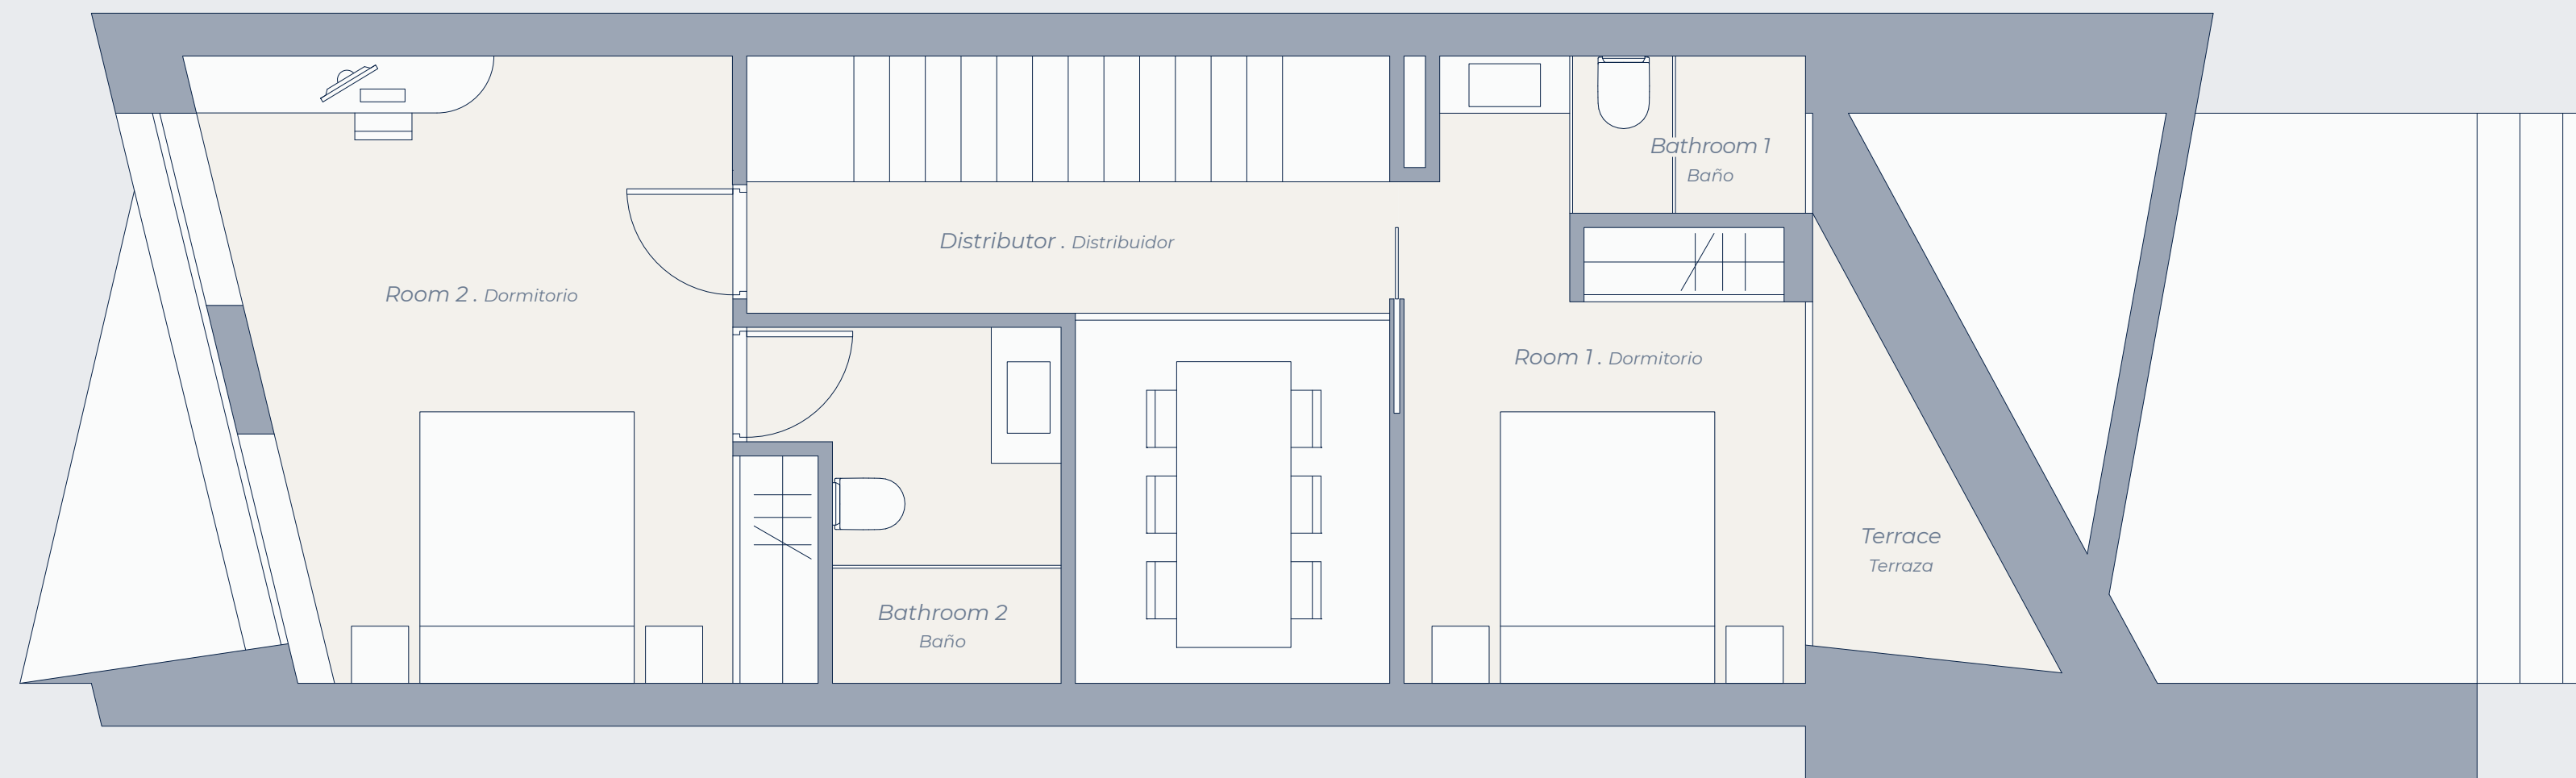 Bathroom 1
Baño
Distributor . Distribuidor
Room 2 . Dormitorio
Room 1 . Dormitorio
Terrace
Terraza
Bathroom 2
Baño